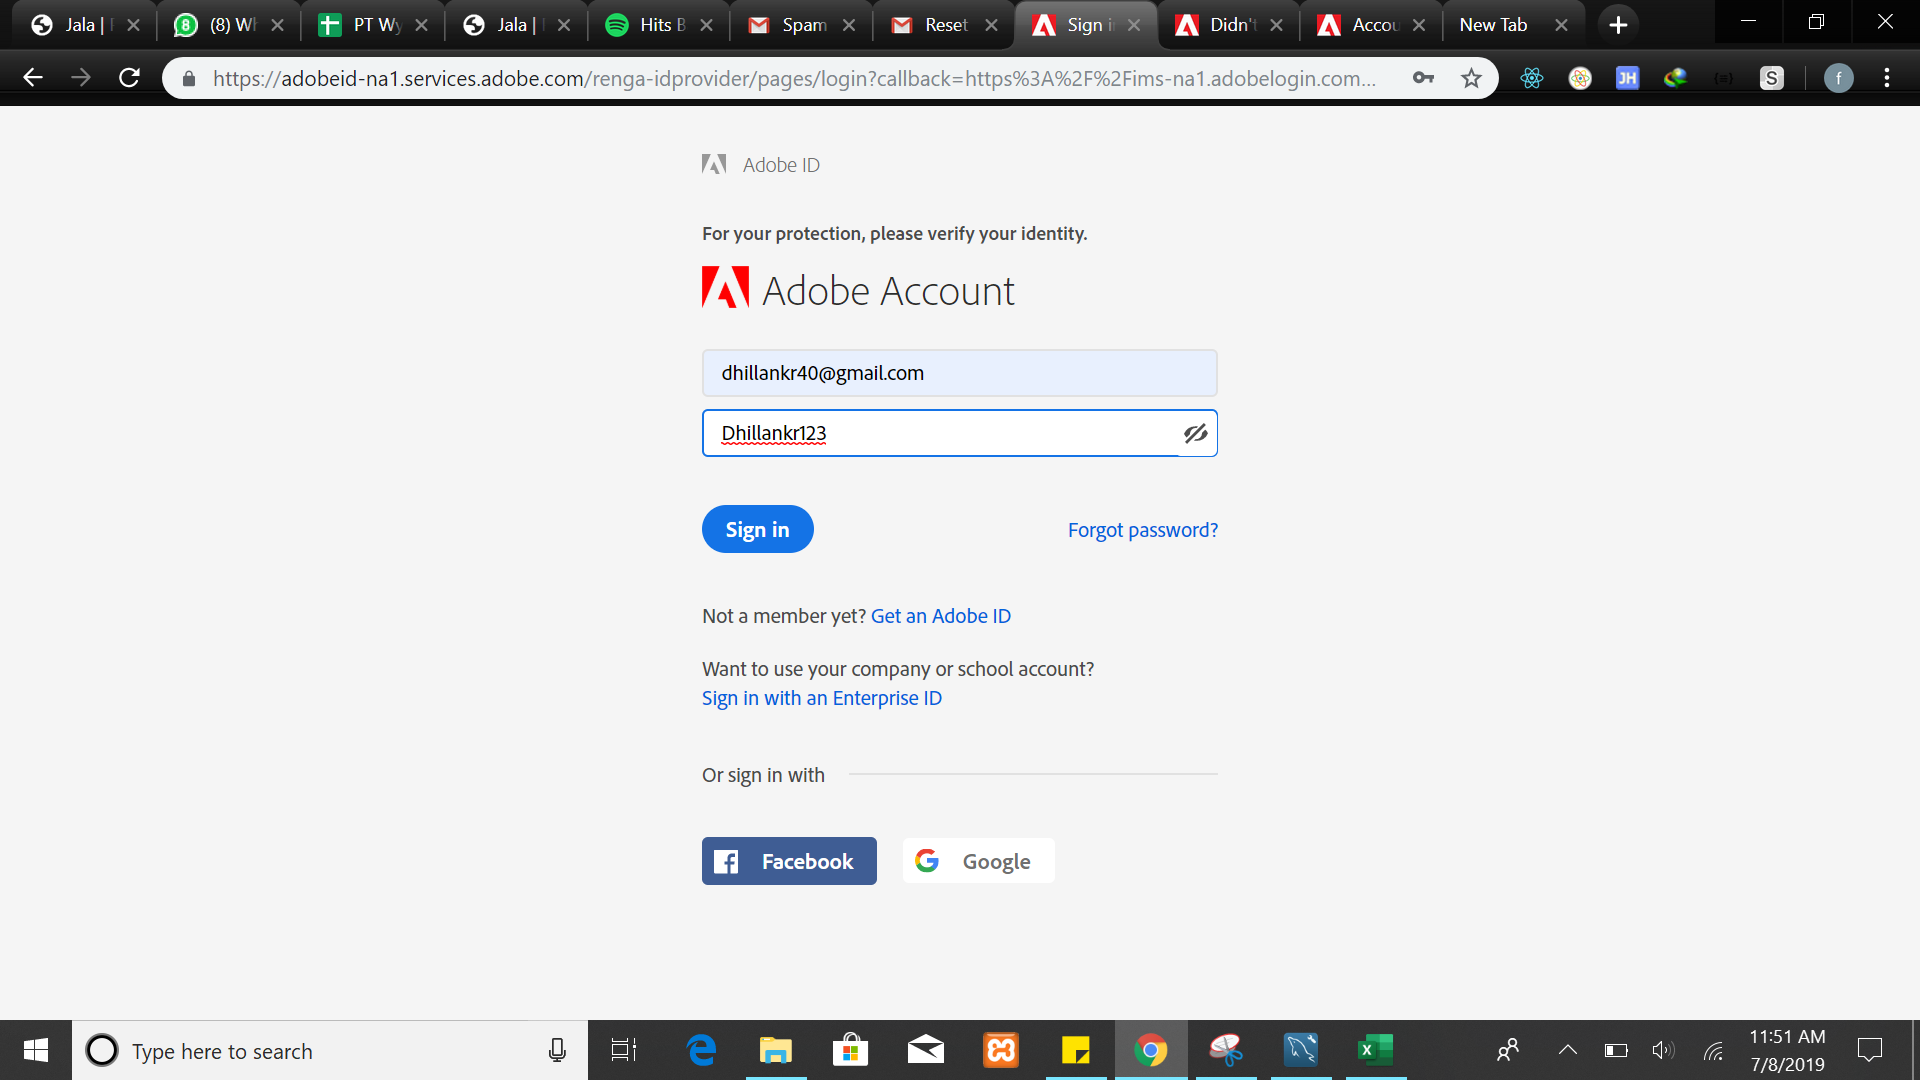 Jala |
(8) Wh
PT Wy
Jala |
Hits B
Spam
Reset
Sign i
Didn't
Accou
New Tab
https://adobeid-na1.services.adobe.com/renga-idprovider/pages/login?callback=https%3A%2F%2Fims-na1.adobelogin.com...
JH
S
f
Adobe ID
For your protection, please verify your identity.
Adobe Account
dhillankr40@gmail.com
Dhillankr123
Sign in
Forgot password?
Not a member yet? Get an Adobe ID
Want to use your company or school account?
Sign in with an Enterprise ID
Or sign in with
Facebook
Google
Type here to search
11:51 AM
7/8/2019